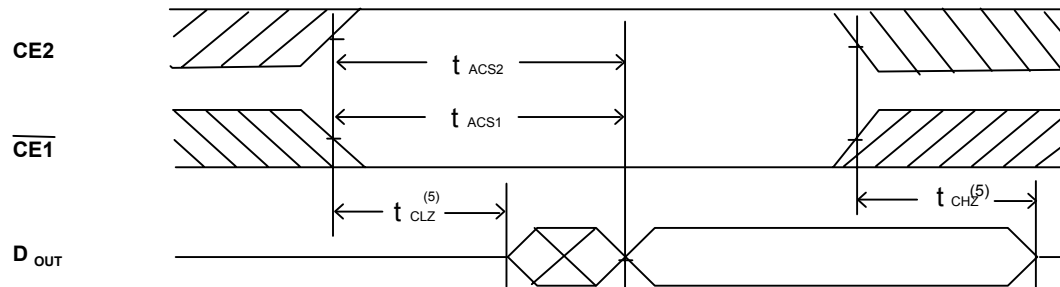 CE2
t ACS2
t ACS1
CE1
t CLZ (5)
t CHZ (5)
D OUT